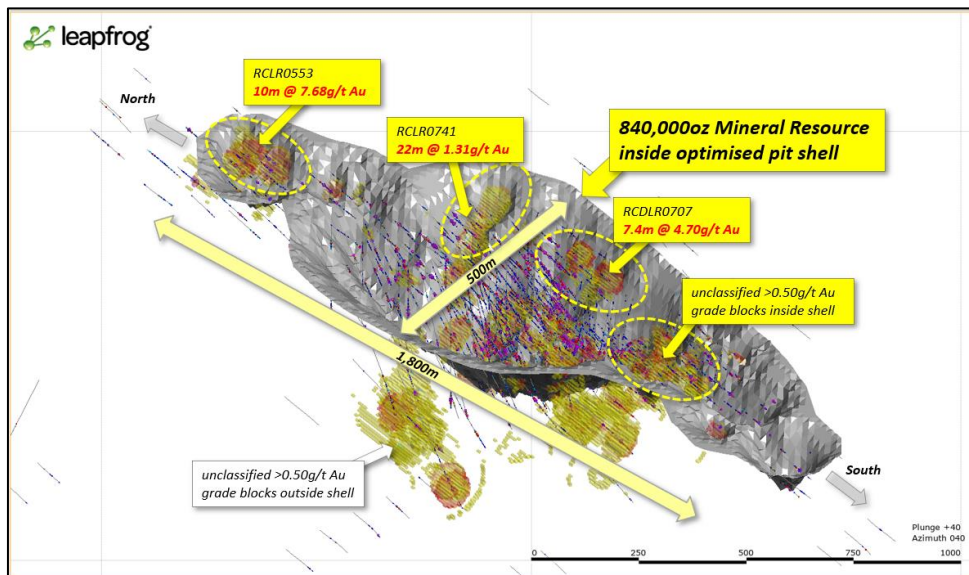 leapfrog
RCLR0553
10m @ 7.68g/t Au
North
RCLR0741
22m @ 1.31g/t Au
840,000oz Mineral Resource
inside optimised pit shell
RCDLR0707
7.4m @ 4.70g/t Au
500m
unclassified >0.50g/t Au
grade blocks inside shell
1,800m
unclassified >0.50g/t Au
grade blocks outside shell
South
Plunge +40
Azimuth 040
0 250 500 750 1000